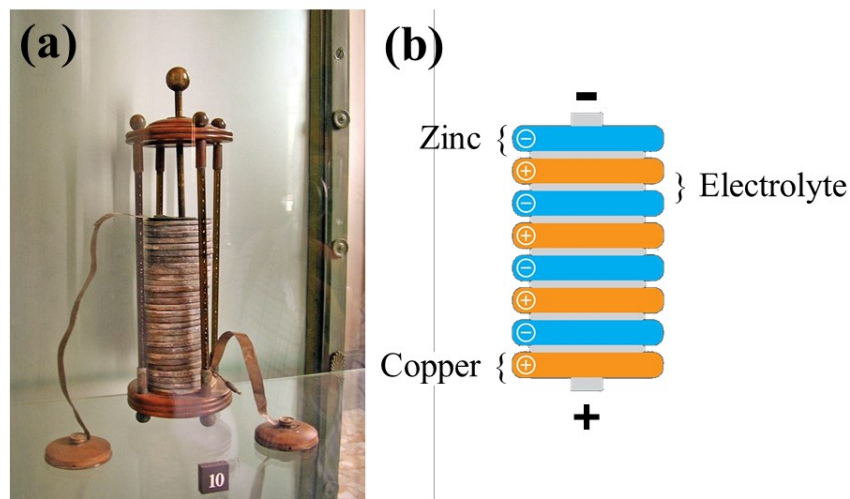 (a)
(b)
-
Zinc {
} Electrolyte
Copper {
+
10